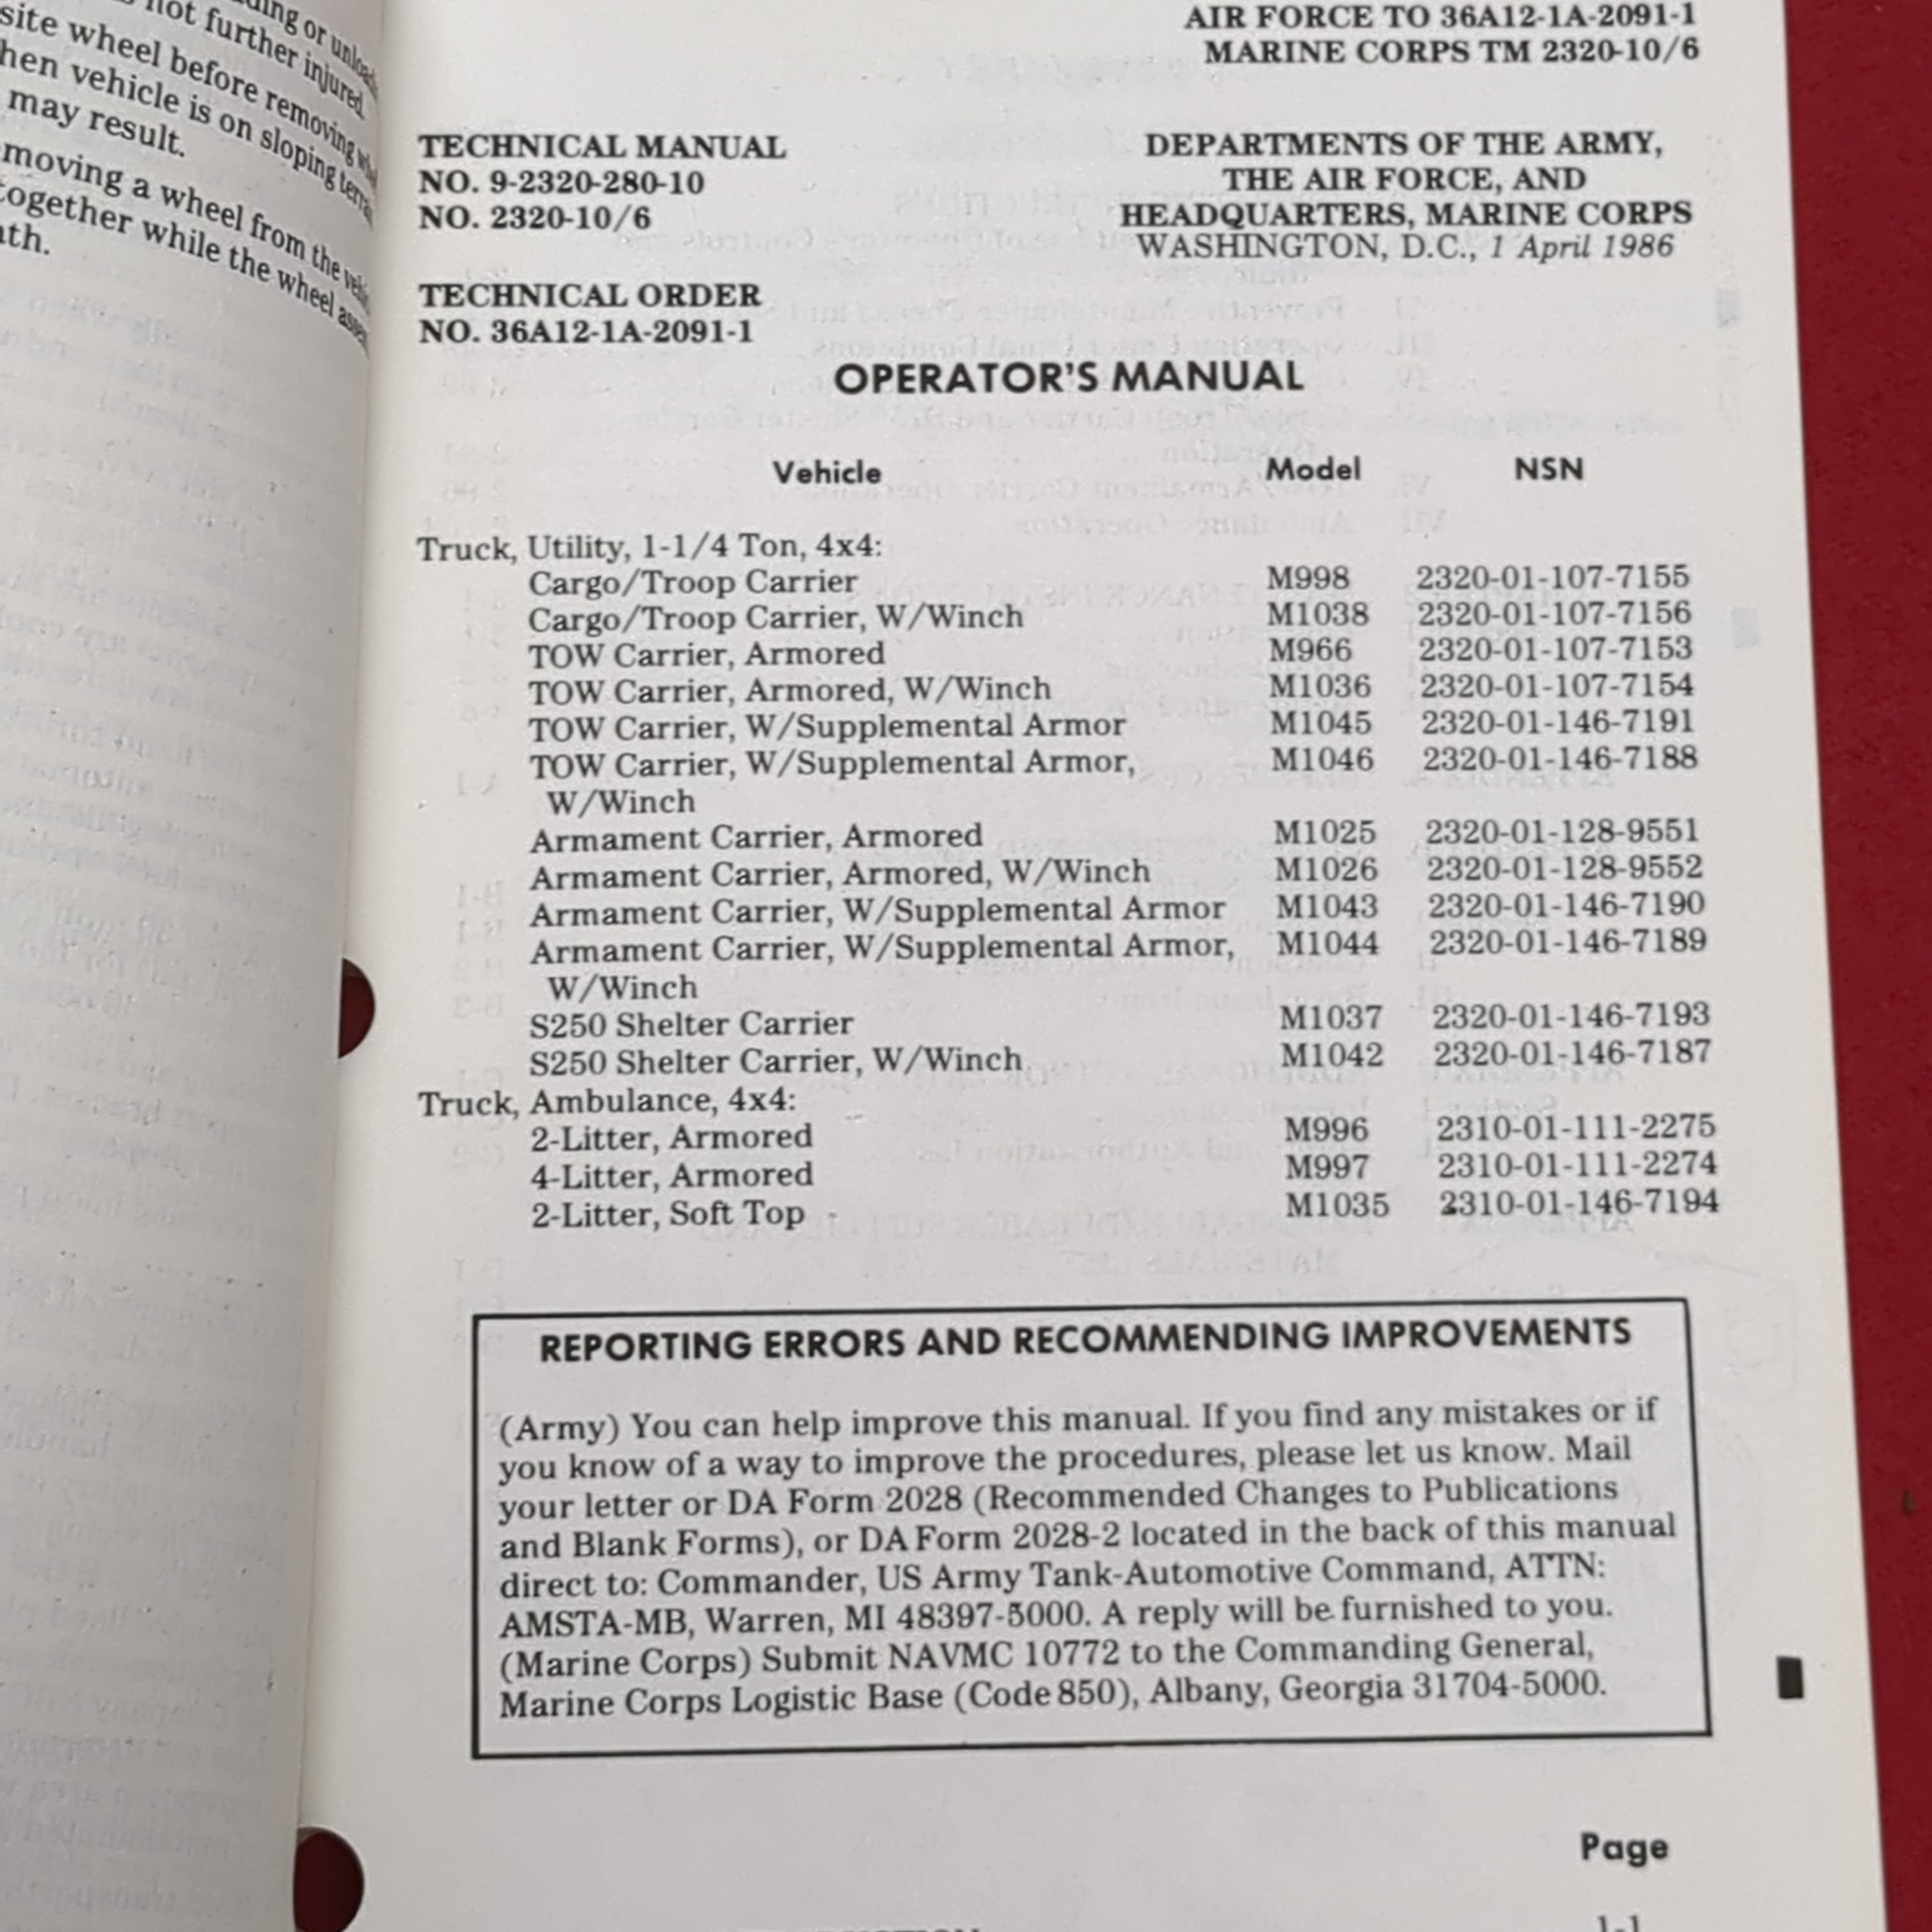 ding or unload
not further injured.
site wheel before removing
hen vehicle is on sloping
may result.
moving a wheel from the
together while the wheel
ath.
AIR FORCE TO 36A12-1A-2091-1
MARINE CORPS TM 2320-10/6
TECHNICAL MANUAL
NO. 9-2320-280-10
NO. 2320-10/6
DEPARTMENTS OF THE ARMY,
THE AIR FORCE, AND
HEADQUARTERS, MARINE CORPS
WASHINGTON, D.C., 1 April 1986
TECHNICAL ORDER
NO. 36A12-1A-2091-1
OPERATOR'S MANUAL
Vehicle Model NSN
Truck, Utility, 1-1/4 Ton, 4x4:
Cargo/Troop Carrier M998 2320-01-107-7155
Cargo/Troop Carrier, W/Winch M1038 2320-01-107-7156
TOW Carrier, Armored M966 2320-01-107-7153
TOW Carrier, Armored, W/Winch M1036 2320-01-107-7154
TOW Carrier, W/Supplemental Armor M1045 2320-01-146-7191
TOW Carrier, W/Supplemental Armor, M1046 2320-01-146-7188
W/Winch
Armament Carrier, Armored M1025 2320-01-128-9551
Armament Carrier, Armored, W/Winch M1026 2320-01-128-9552
Armament Carrier, W/Supplemental Armor M1043 2320-01-146-7190
Armament Carrier, W/Supplemental Armor, M1044 2320-01-146-7189
W/Winch
S250 Shelter Carrier M1037 2320-01-146-7193
S250 Shelter Carrier, W/Winch M1042 2320-01-146-7187
Truck, Ambulance, 4x4:
2-Litter, Armored M996 2310-01-111-2275
4-Litter, Armored M997 2310-01-111-2274
2-Litter, Soft Top M1035 2310-01-146-7194
REPORTING ERRORS AND RECOMMENDING IMPROVEMENTS
(Army) You can help improve this manual. If you find any mistakes or if
you know of a way to improve the procedures, please let us know. Mail
your letter or DA Form 2028 (Recommended Changes to Publications
and Blank Forms), or DA Form 2028-2 located in the back of this manual
direct to: Commander, US Army Tank-Automotive Command, ATTN:
AMSTA-MB, Warren, MI 48397-5000. A reply will be furnished to you.
(Marine Corps) Submit NAVMC 10772 to the Commanding General,
Marine Corps Logistic Base (Code 850), Albany, Georgia 31704-5000.
Page
1-1